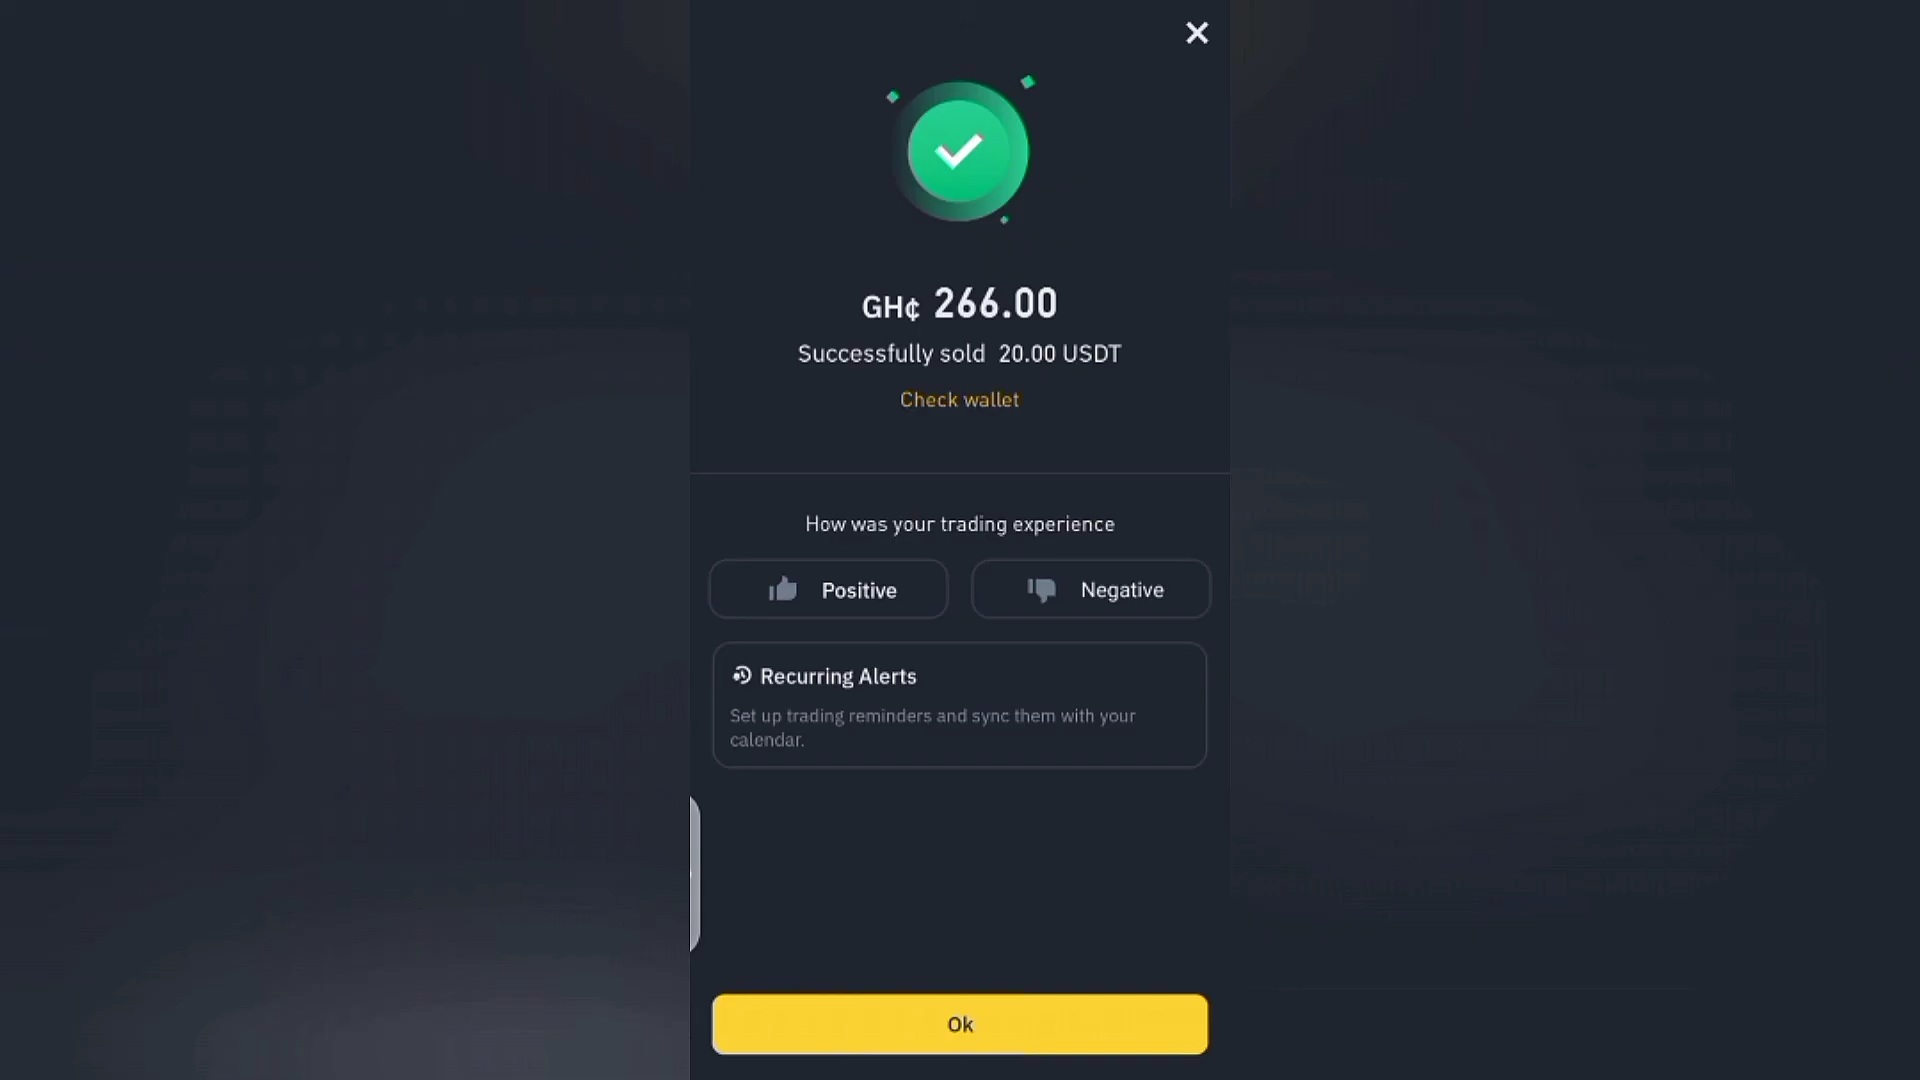 GH¢ 266.00
Successfully sold 20.00 USDT
Check wallet
How was your trading experience
Positive
Negative
Recurring Alerts
Set up trading reminders and sync them with your
calendar.
Ok